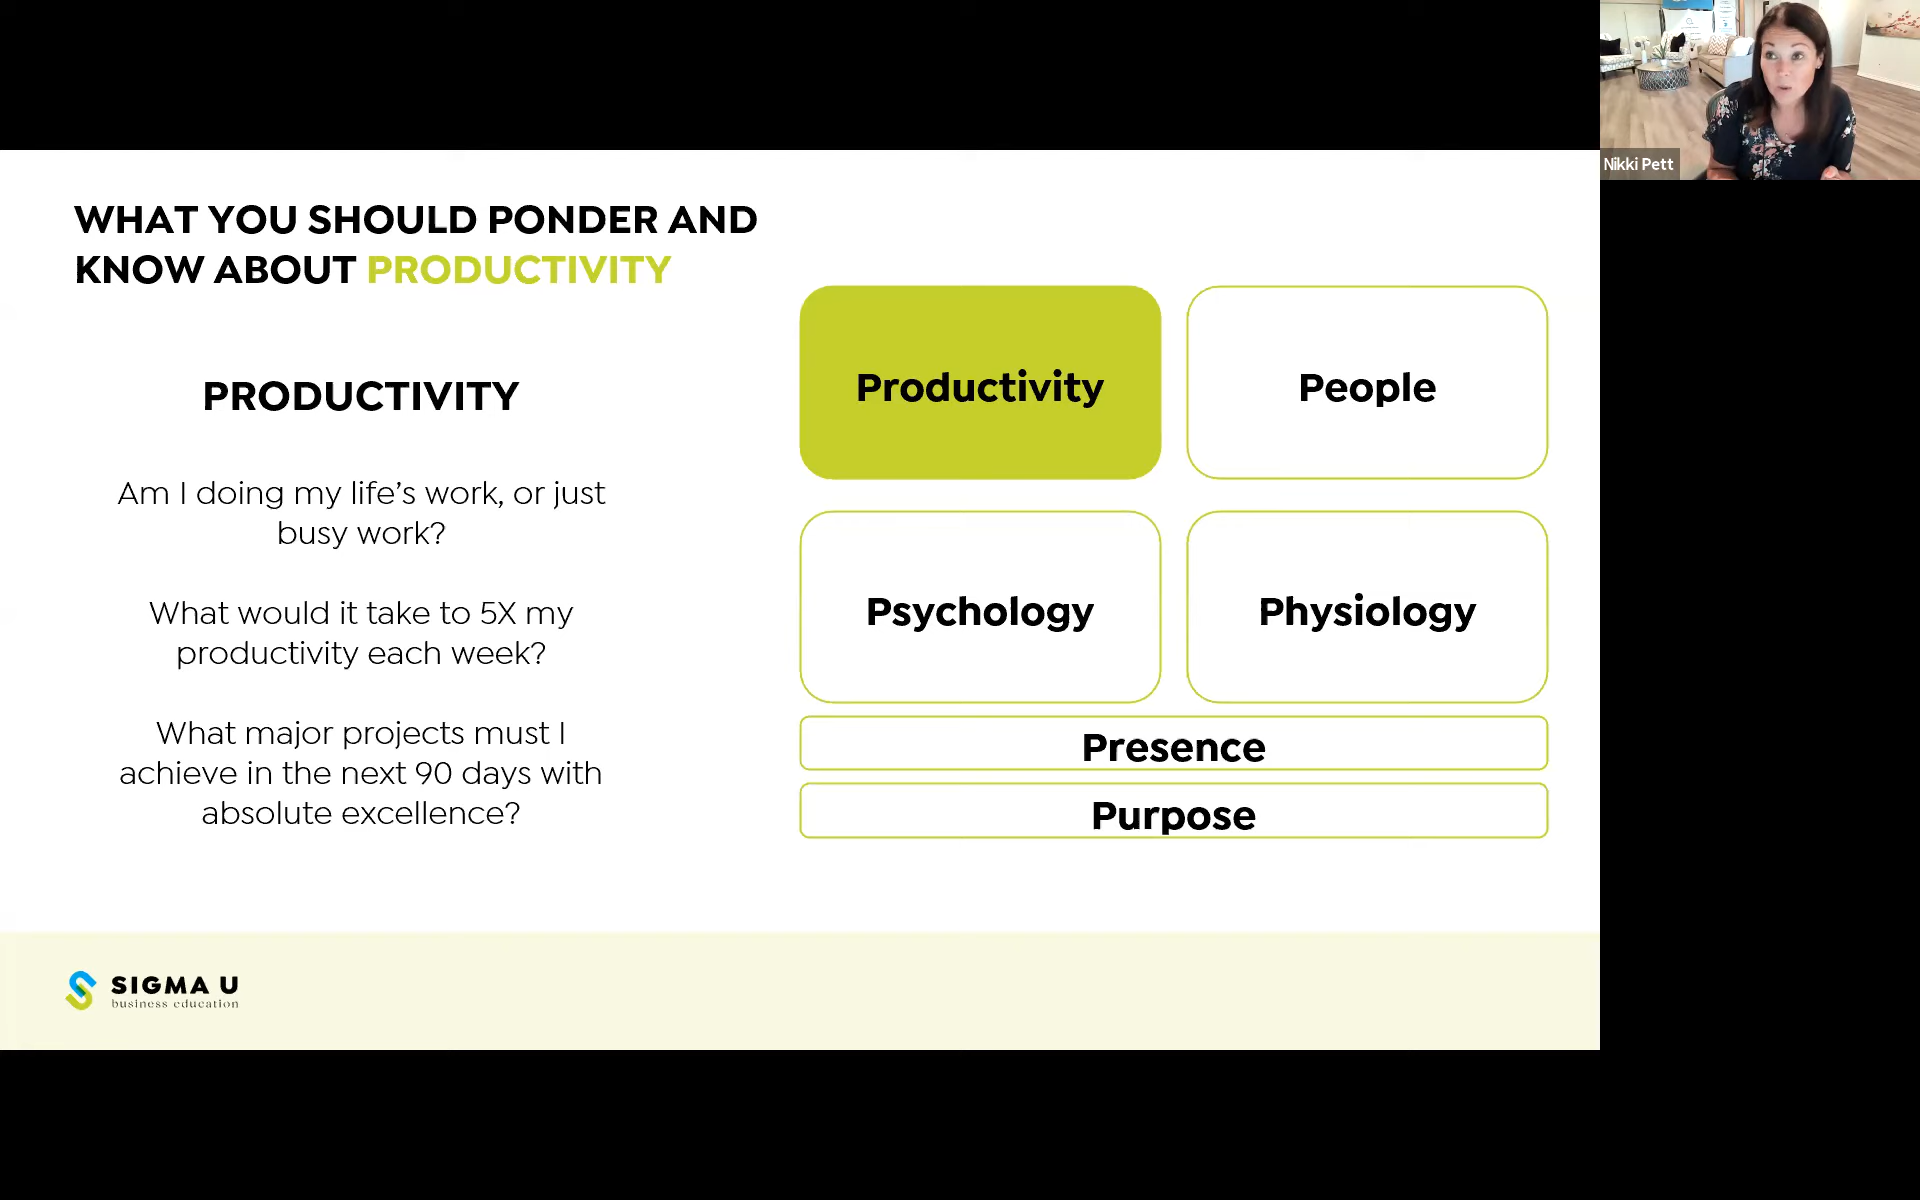 Nikki Pett
WHAT YOU SHOULD PONDER AND
KNOW ABOUT PRODUCTIVITY
PRODUCTIVITY
Am I doing my life’s work, or just
busy work?
What would it take to 5X my
productivity each week?
What major projects must I
achieve in the next 90 days with
absolute excellence?
Productivity
People
Psychology
Physiology
Presence
Purpose
SIGMA U
business education